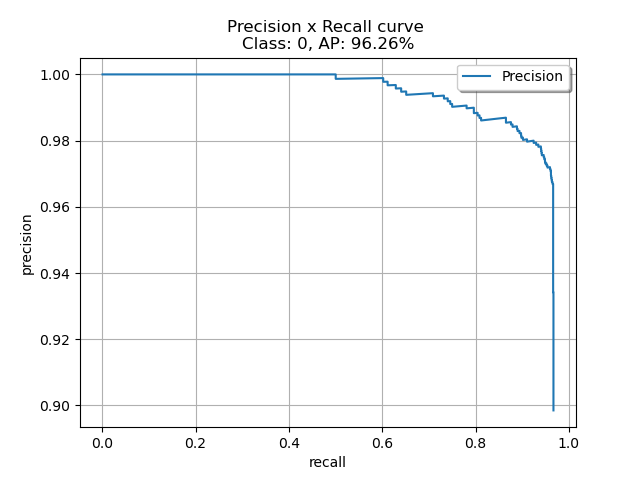 Precision x Recall curve
Class: 0, AP: 96.26%
Precision
1.00
0.98
0.96
0.94
0.92
0.90
precision
0.0 0.2 0.4 0.6 0.8 1.0
recall